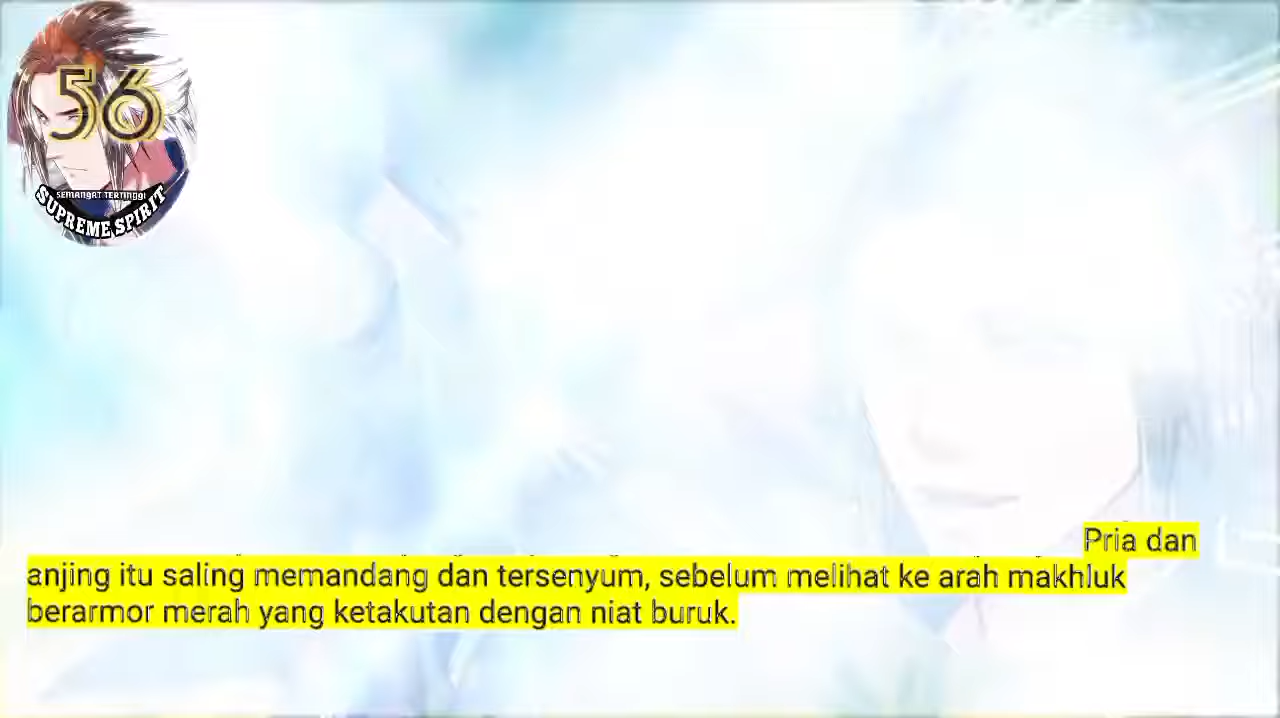 56
SEMANGAT TERTINGGI
SUPREME SPIRIT
Pria dan
anjing itu saling memandang dan tersenyum, sebelum melihat ke arah makhluk
berarmor merah yang ketakutan dengan niat buruk.